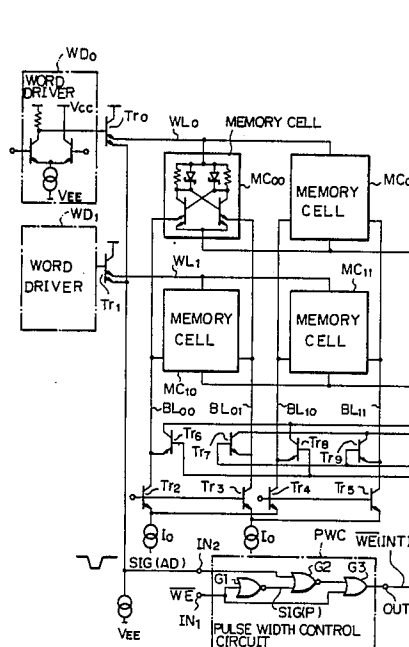 WD0
WORD DRIVER
VCC
Tr0
WL0
MEMORY CELL
VEE
WD1
MC00
MEMORY CELL
MC0
WORD DRIVER
Tr1
WL1
MC11
MEMORY CELL
MEMORY CELL
MC10
BL00
BL01
BL10
BL11
Tr6
Tr7
Tr8
Tr9
Tr2
Tr3
Tr4
Tr5
I0
I0
PWC
WE(INT)
SIG(AD)
IN2
G1
G2
G3
WE
SIG(P)
OUT
IN1
VEE
PULSE WIDTH CONTROL
CIRCUIT